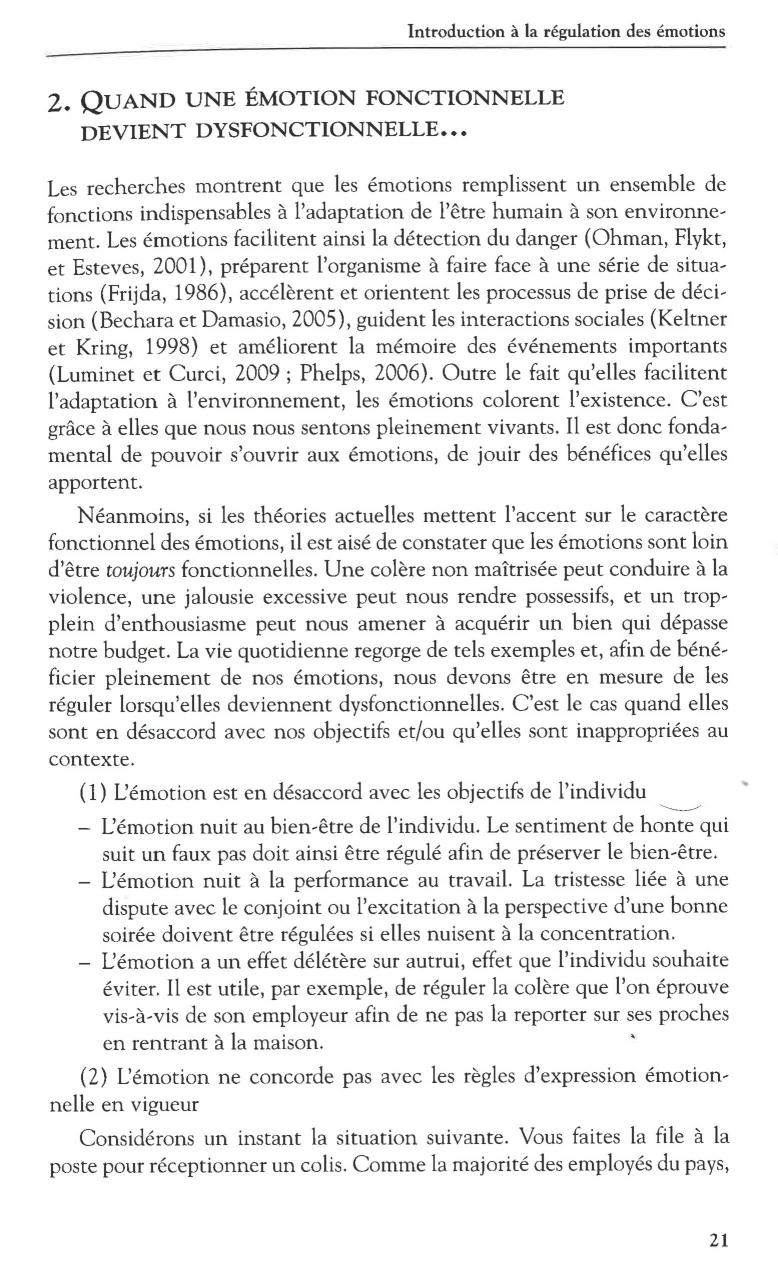 Introduction à la régulation des émotions
2. QUAND UNE ÉMOTION FONCTIONNELLE
DEVIENT DYSFONCTIONNELLE...
Les recherches montrent que les émotions remplissent un ensemble de
fonctions indispensables à l'adaptation de l'être humain à son environne-
ment. Les émotions facilitent ainsi la détection du danger (Ohman, Flykt,
et Esteves, 2001), préparent l'organisme à faire face à une série de situa-
tions (Frijda, 1986), accélèrent et orientent les processus de prise de déci-
sion (Bechara et Damasio, 2005), guident les interactions sociales (Keltner
et Kring, 1998) et améliorent la mémoire des événements importants
(Luminet et Curci, 2009 ; Phelps, 2006). Outre le fait qu'elles facilitent
l'adaptation à l'environnement, les émotions colorent l'existence. C'est
grâce à elles que nous nous sentons pleinement vivants. Il est donc fonda-
mental de pouvoir s'ouvrir aux émotions, de jouir des bénéfices qu'elles
apportent.
Néanmoins, si les théories actuelles mettent l'accent sur le caractère
fonctionnel des émotions, il est aisé de constater que les émotions sont loin
d'être toujours fonctionnelles. Une colère non maîtrisée peut conduire à la
violence, une jalousie excessive peut nous rendre possessifs, et un trop-
plein d'enthousiasme peut nous amener à acquérir un bien qui dépasse
notre budget. La vie quotidienne regorge de tels exemples et, afin de béné-
ficier pleinement de nos émotions, nous devons être en mesure de les
réguler lorsqu'elles deviennent dysfonctionnelles. C'est le cas quand elles
sont en désaccord avec nos objectifs et/ou qu'elles sont inappropriées au
contexte.
(1) L'émotion est en désaccord avec les objectifs de l'individu
– L'émotion nuit au bien-être de l'individu. Le sentiment de honte qui
suit un faux pas doit ainsi être régulé afin de préserver le bien-être.
– L'émotion nuit à la performance au travail. La tristesse liée à une
dispute avec le conjoint ou l'excitation à la perspective d'une bonne
soirée doivent être régulées si elles nuisent à la concentration.
– L'émotion a un effet délétère sur autrui, effet que l'individu souhaite
éviter. Il est utile, par exemple, de réguler la colère que l'on éprouve
vis-à-vis de son employeur afin de ne pas la reporter sur ses proches
en rentrant à la maison.
(2) L'émotion ne concorde pas avec les règles d'expression émotion-
nelle en vigueur
Considérons un instant la situation suivante. Vous faites la file à la
poste pour réceptionner un colis. Comme la majorité des employés du pays,
21